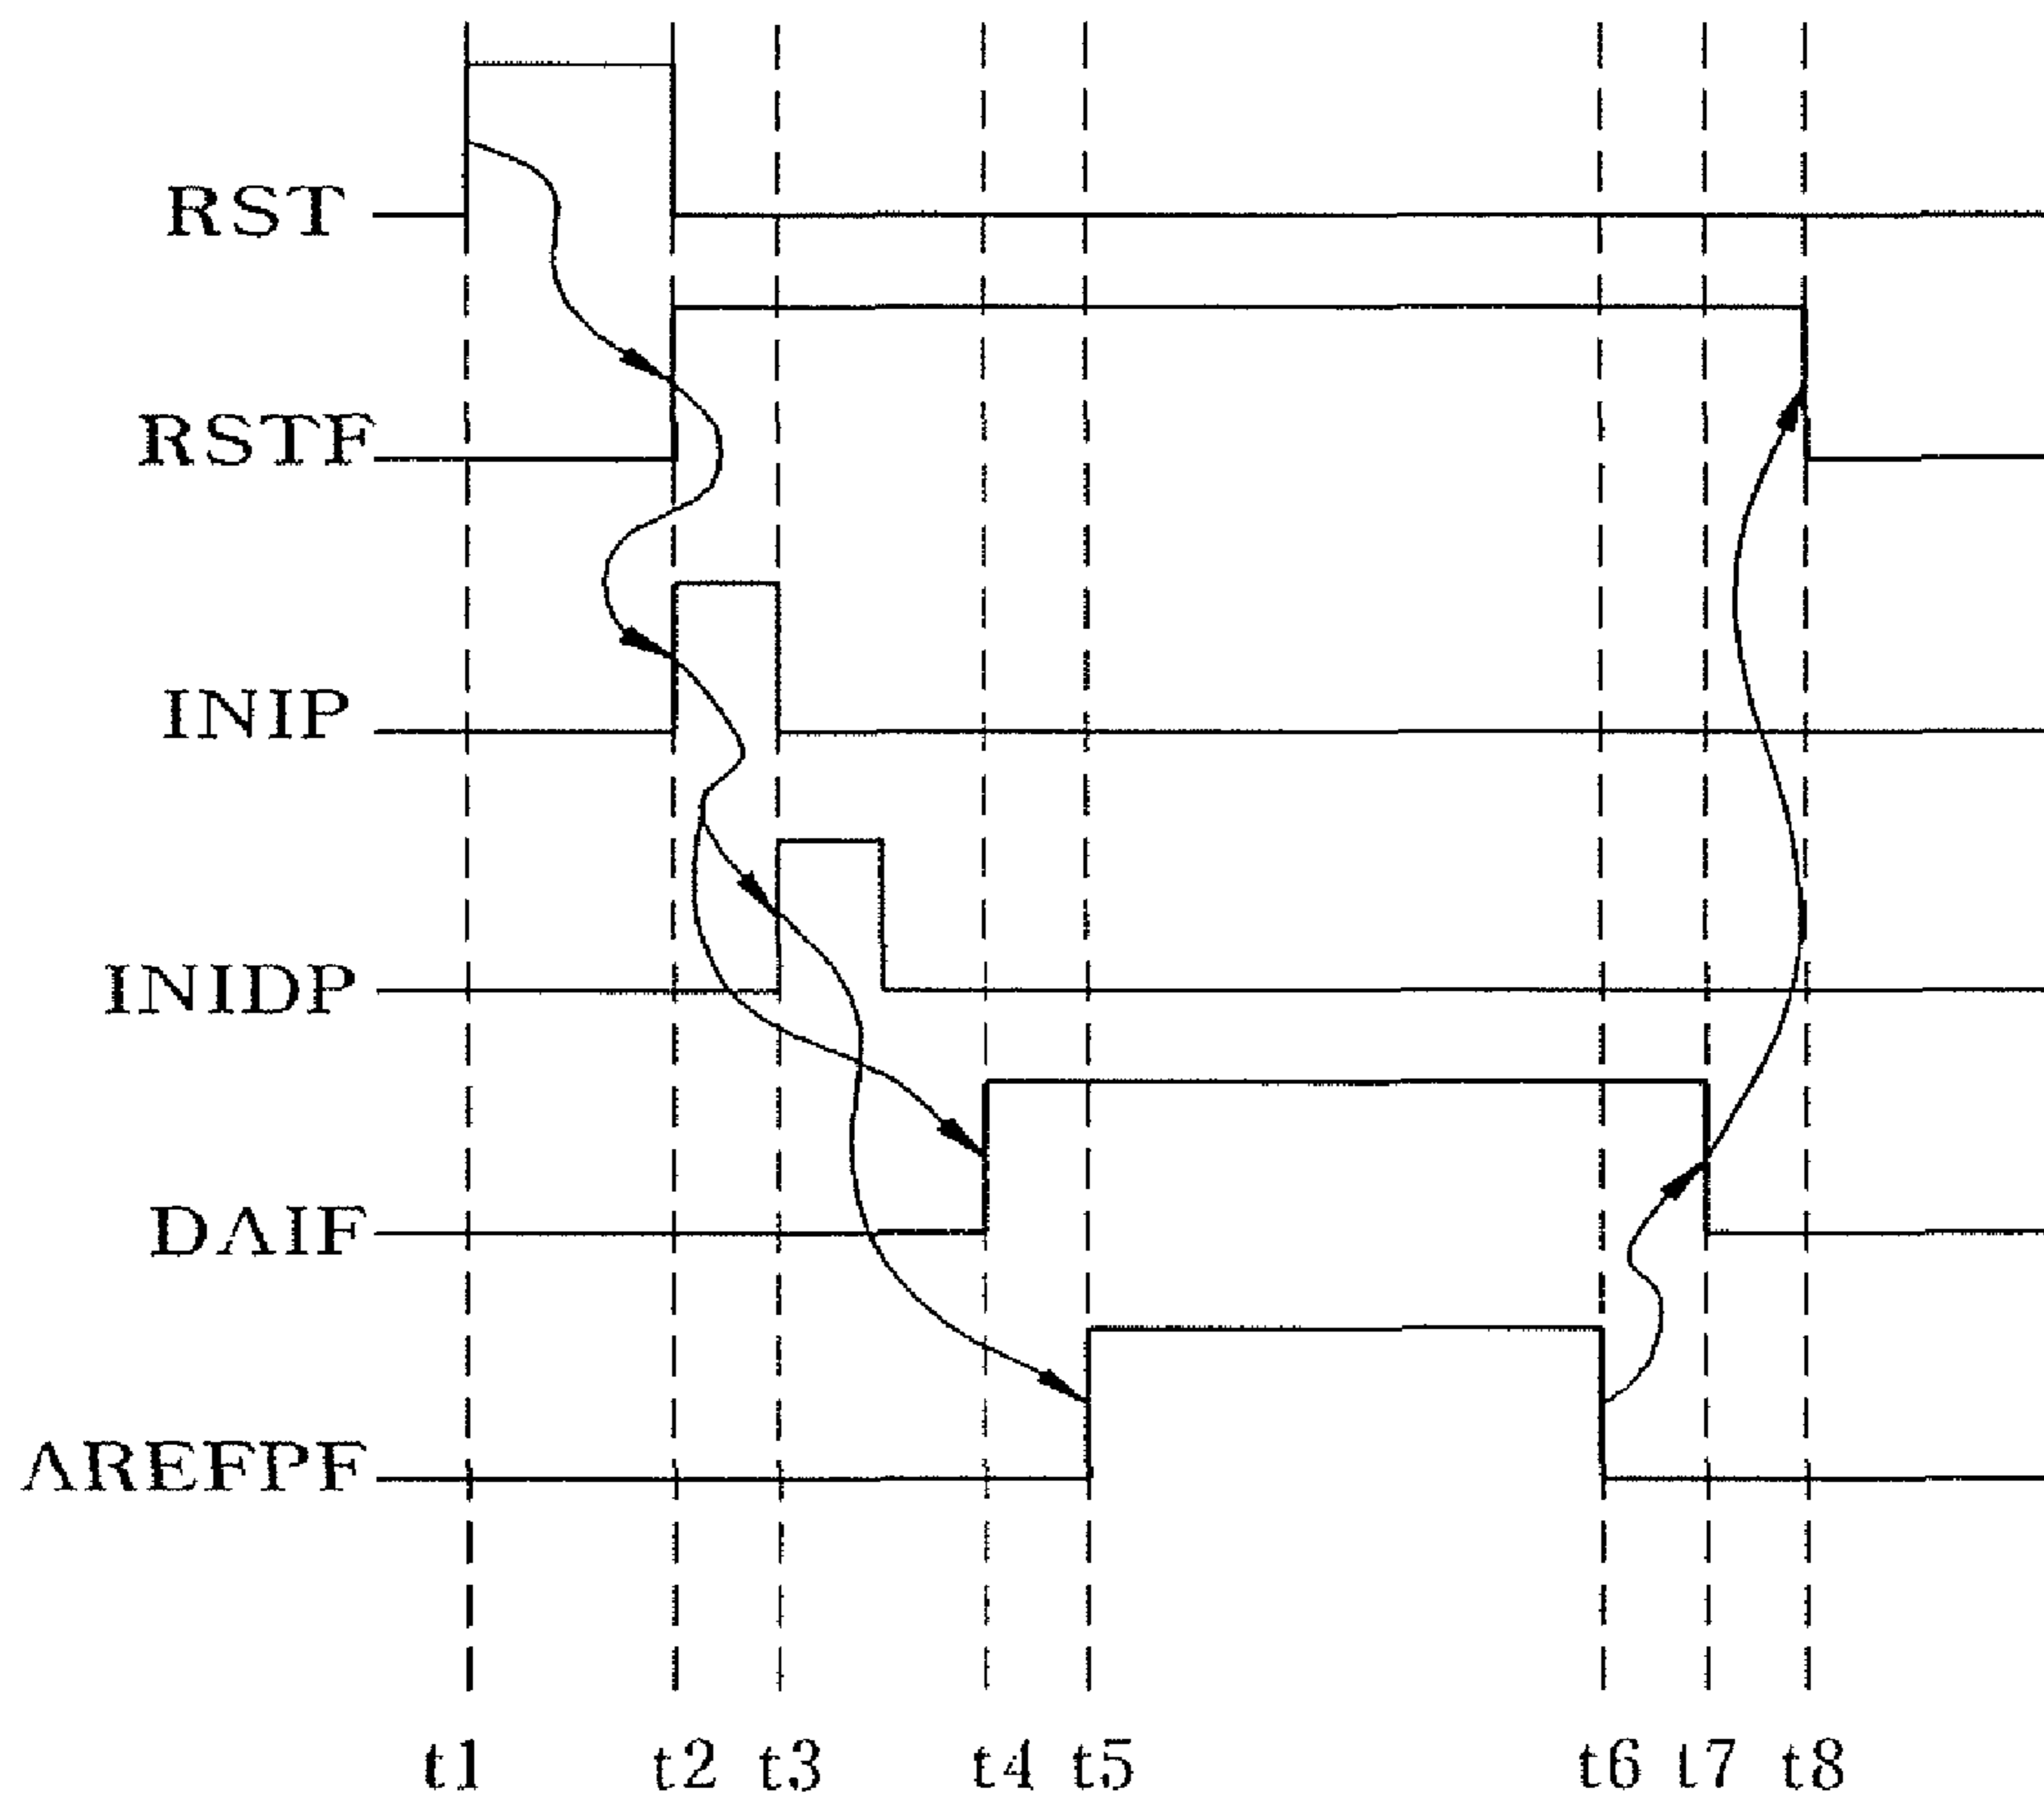 RST
RSTF
INIP
INIDP
DAIF
AREFPF
t1 t2 t3 t4 t5 t6 t7 t8